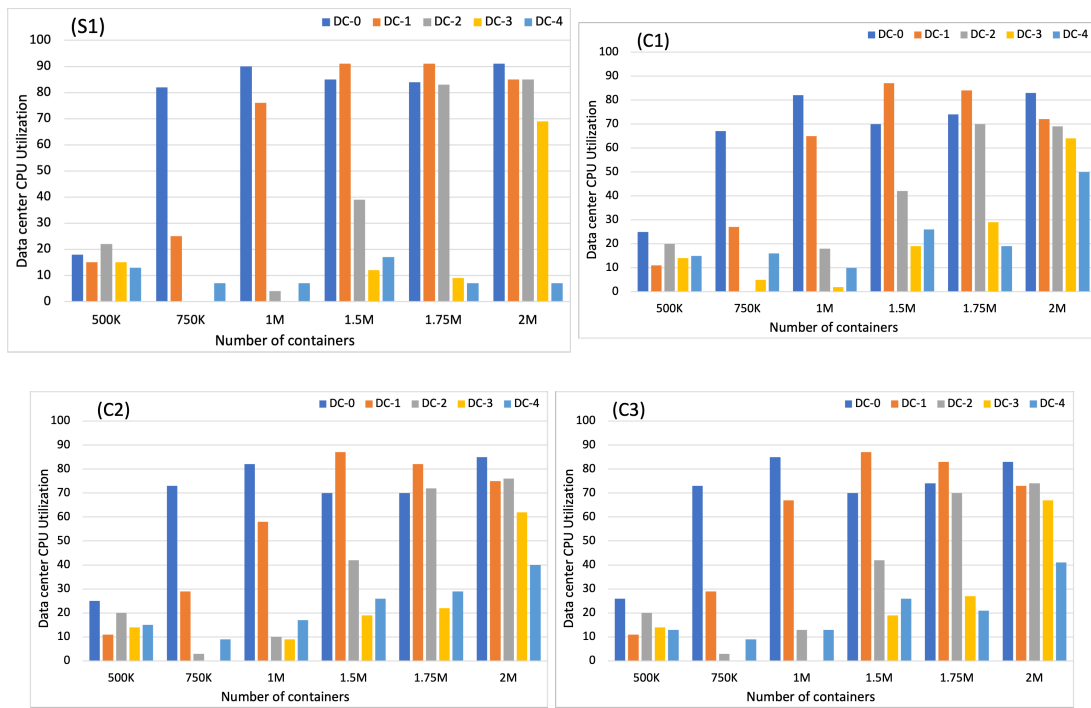 (S1)
DC-0 DC-1 DC-2 DC-3 DC-4
100
90
80
70
60
50
40
30
20
10
0
Data center CPU Utilization
500K 750K 1M 1.5M 1.75M 2M
Number of containers
(C1)
DC-0 DC-1 DC-2 DC-3 DC-4
100
90
80
70
60
50
40
30
20
10
0
Data center CPU Utilization
500K 750K 1M 1.5M 1.75M 2M
Number of containers
(C2)
DC-0 DC-1 DC-2 DC-3 DC-4
100
90
80
70
60
50
40
30
20
10
0
Data center CPU Utilization
500K 750K 1M 1.5M 1.75M 2M
Number of containers
(C3)
DC-0 DC-1 DC-2 DC-3 DC-4
100
90
80
70
60
50
40
30
20
10
0
Data center CPU Utilization
500K 750K 1M 1.5M 1.75M 2M
Number of containers